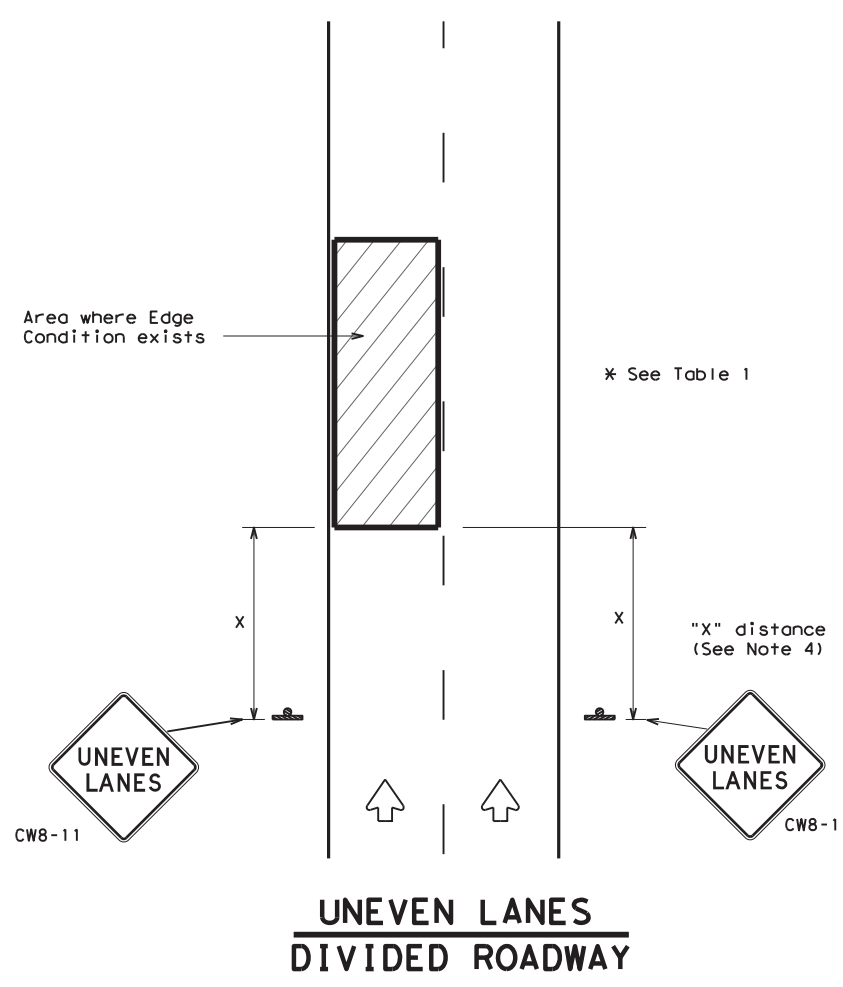 Area where Edge
Condition exists
* See Table 1
X
X
"X" distance
(See Note 4)
UNEVEN
LANES
CW8-11
UNEVEN
LANES
CW8-1
UNEVEN LANES
DIVIDED ROADWAY